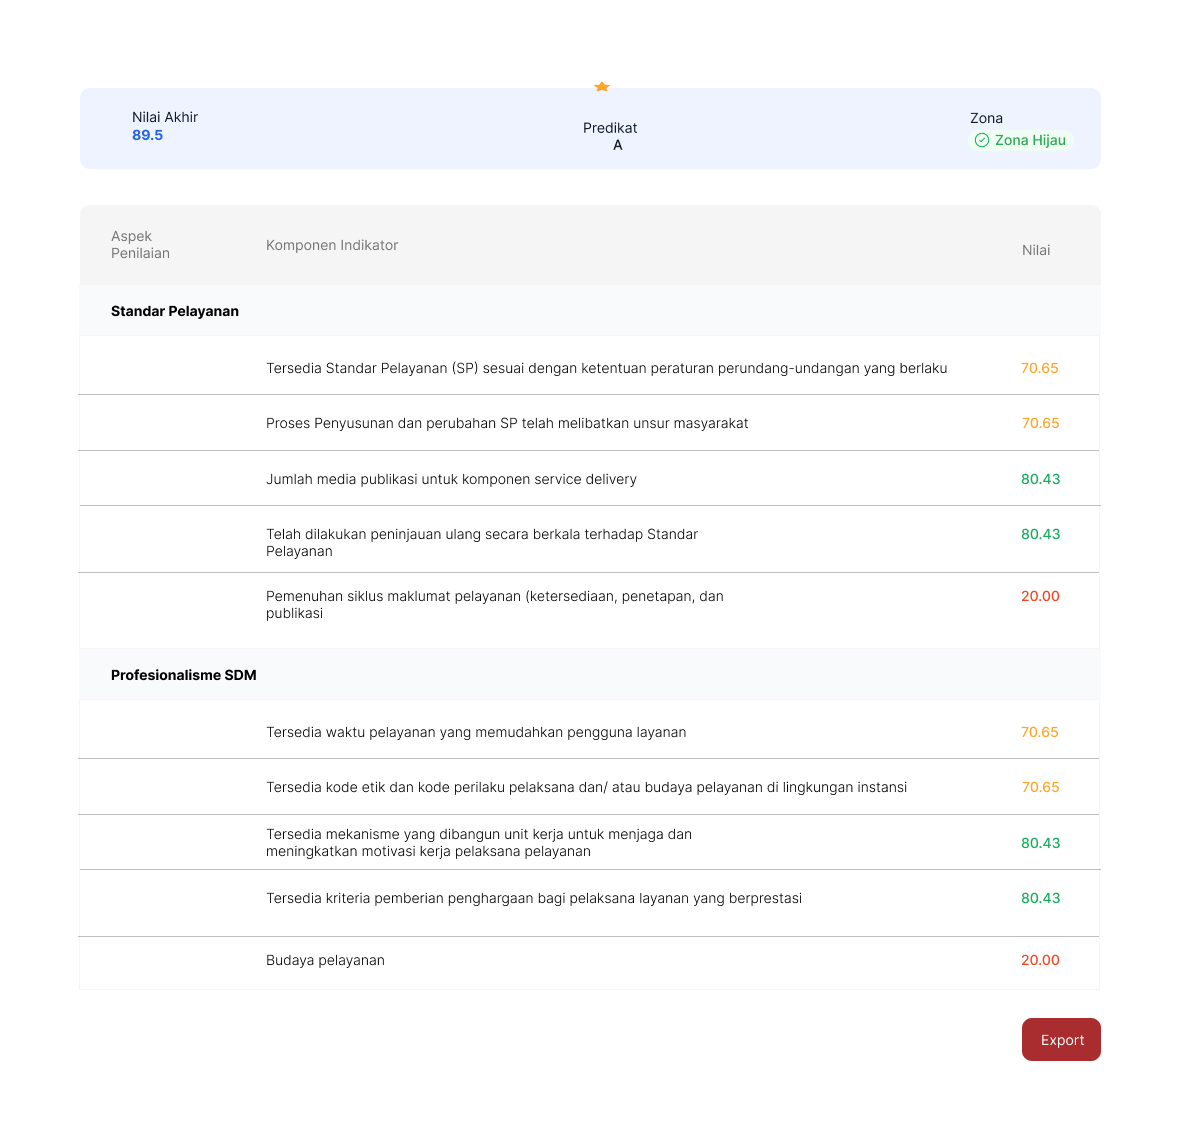 Nilai Akhir
89.5
Predikat
A
Zona
Zona Hijau
Aspek
Penilaian
Komponen Indikator
Nilai
Standar Pelayanan
Tersedia Standar Pelayanan (SP) sesuai dengan ketentuan peraturan perundang-undangan yang berlaku
70.65
Proses Penyusunan dan perubahan SP telah melibatkan unsur masyarakat
70.65
Jumlah media publikasi untuk komponen service delivery
80.43
Telah dilakukan peninjauan ulang secara berkala terhadap Standar
Pelayanan
80.43
Pemenuhan siklus maklumat pelayanan (ketersediaan, penetapan, dan
publikasi
20.00
Profesionalisme SDM
Tersedia waktu pelayanan yang memudahkan pengguna layanan
70.65
Tersedia kode etik dan kode perilaku pelaksana dan/ atau budaya pelayanan di lingkungan instansi
70.65
Tersedia mekanisme yang dibangun unit kerja untuk menjaga dan
meningkatkan motivasi kerja pelaksana pelayanan
80.43
Tersedia kriteria pemberian penghargaan bagi pelaksana layanan yang berprestasi
80.43
Budaya pelayanan
20.00
Export